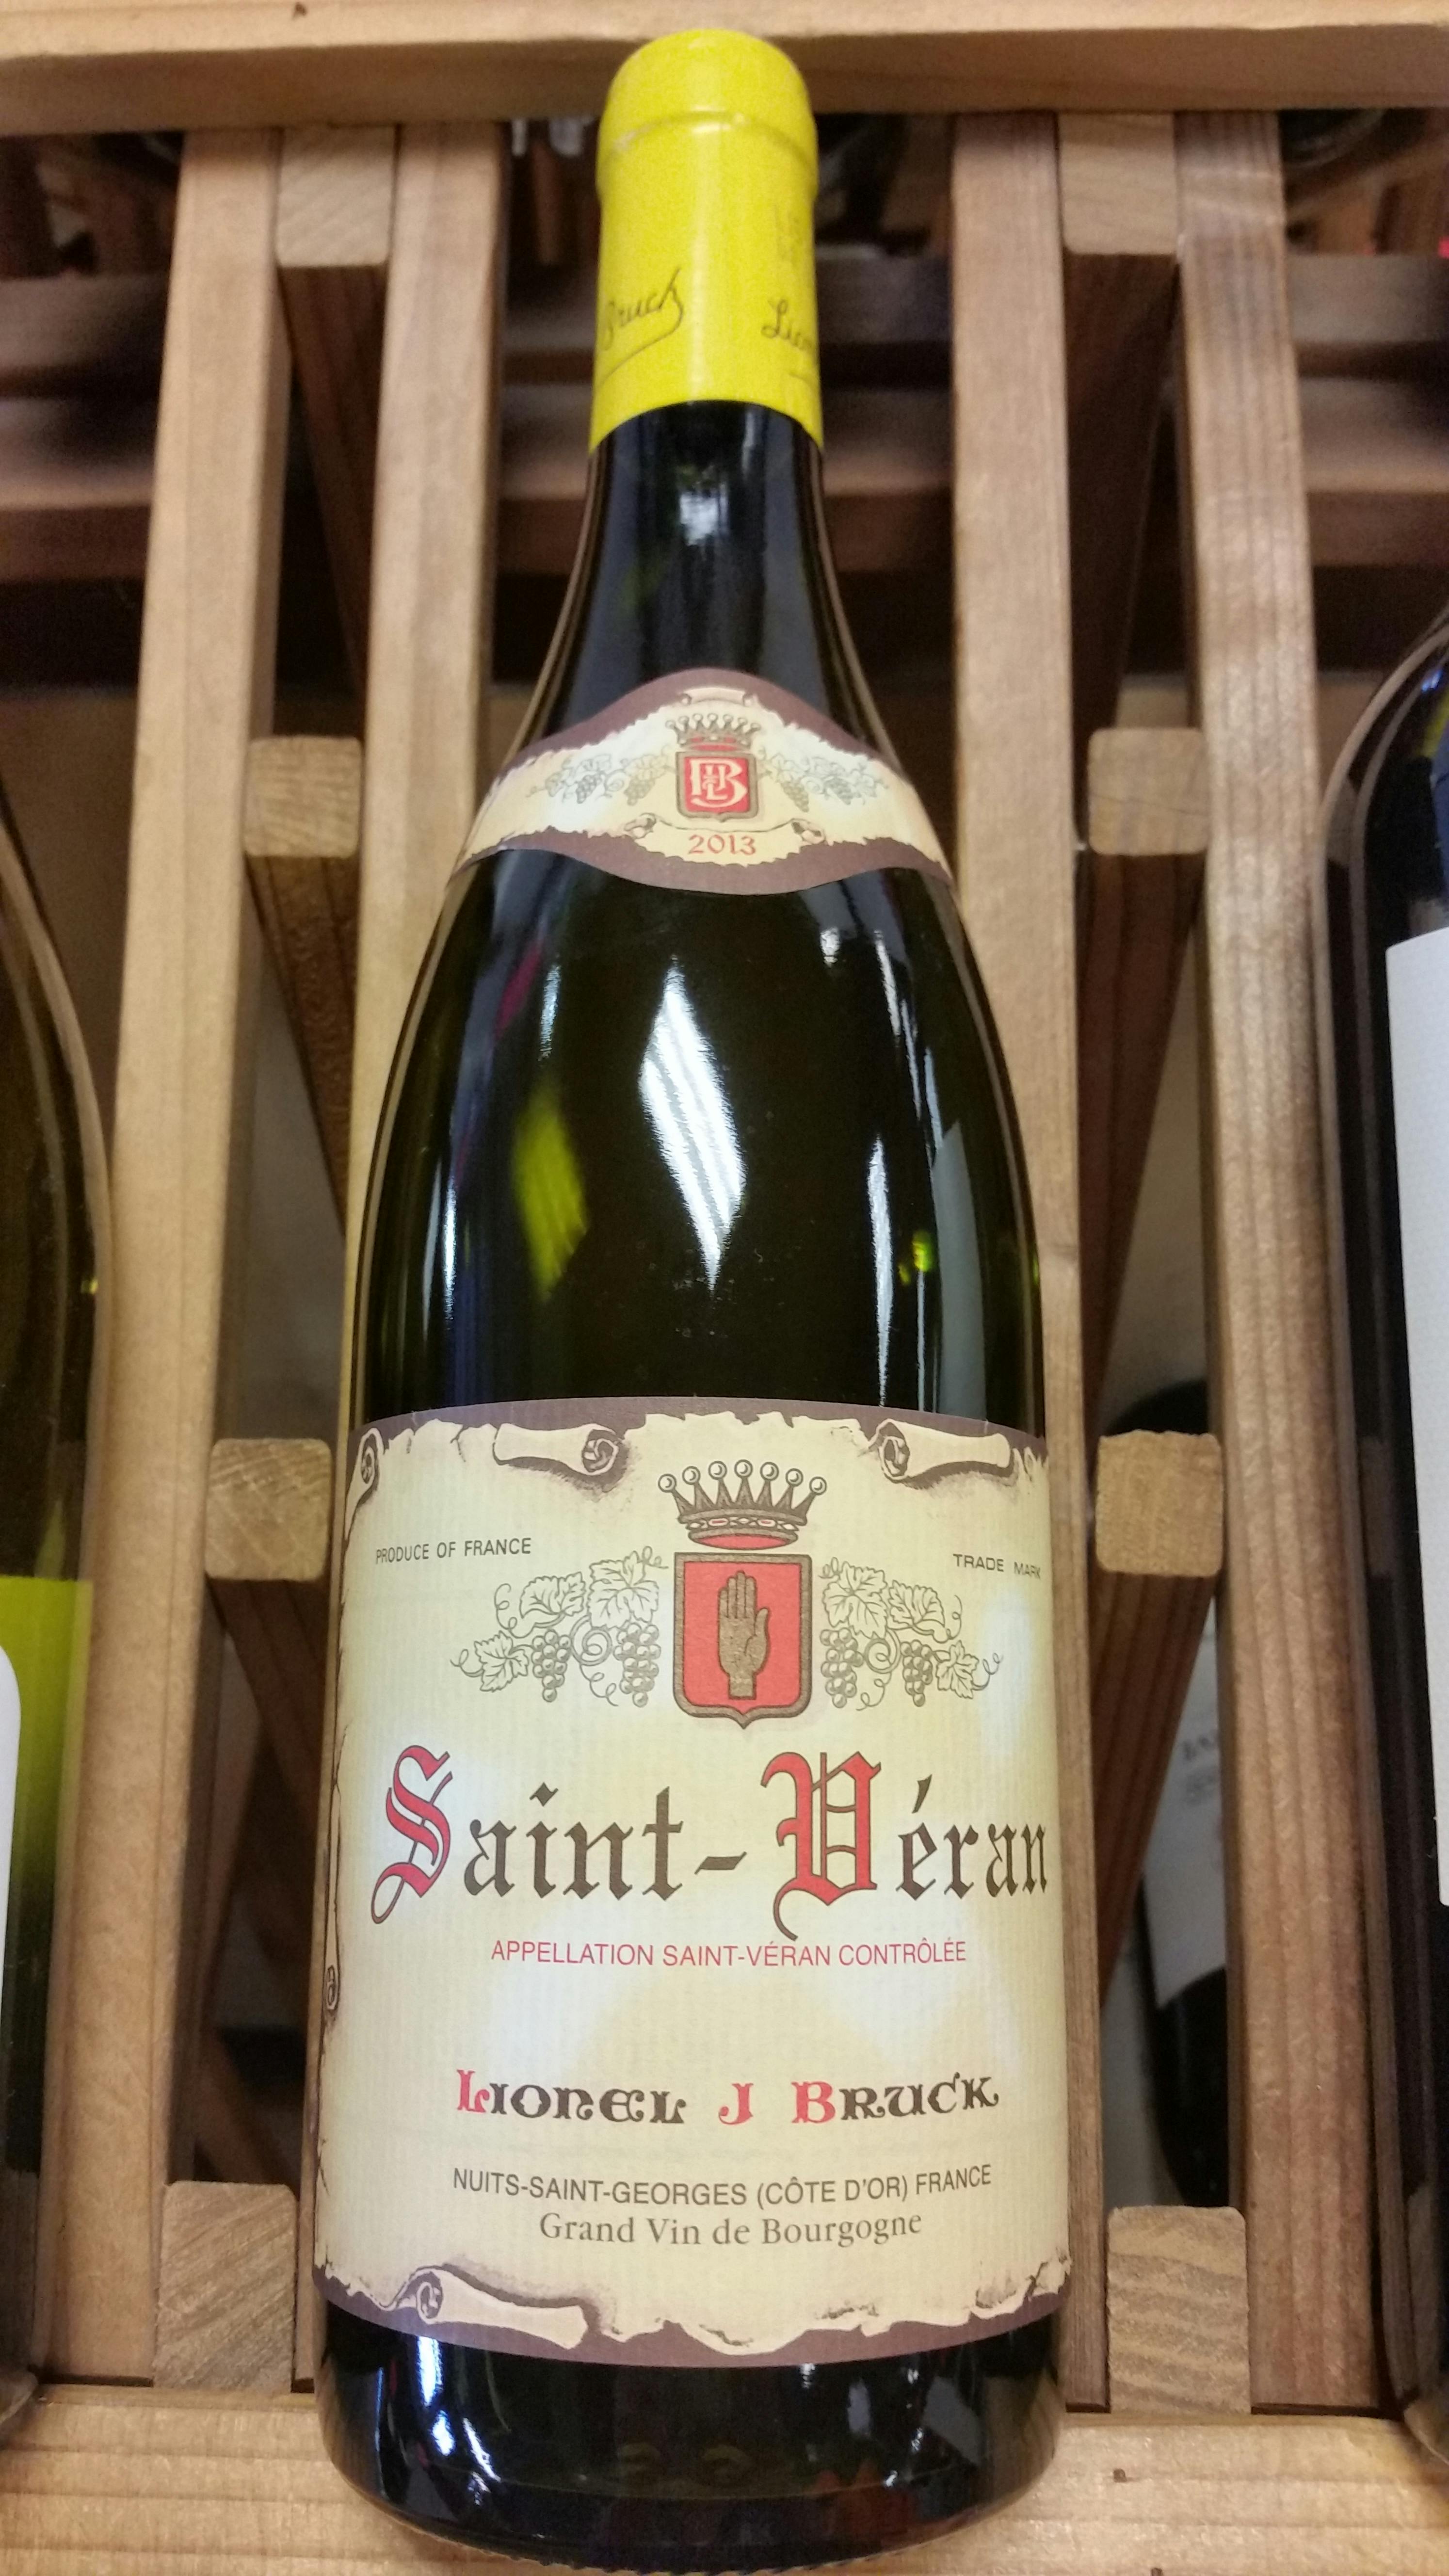 Bruck
2013
PRODUCE OF FRANCE
TRADE MARK
Saint-Véran
APPELLATION SAINT-VÉRAN CONTRÔLÉE
LIONEL J BRUCK
NUITS-SAINT-GEORGES (CÔTE D'OR) FRANCE
Grand Vin de Bourgogne